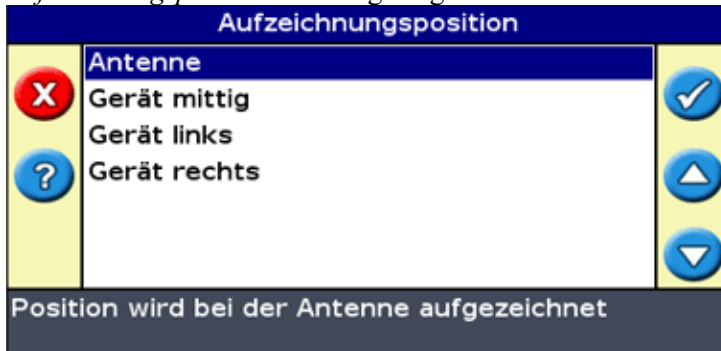 Aufzeichnungsposition
Antenne
Gerät mittig
Gerät links
Gerät rechts
Position wird bei der Antenne aufgezeichnet